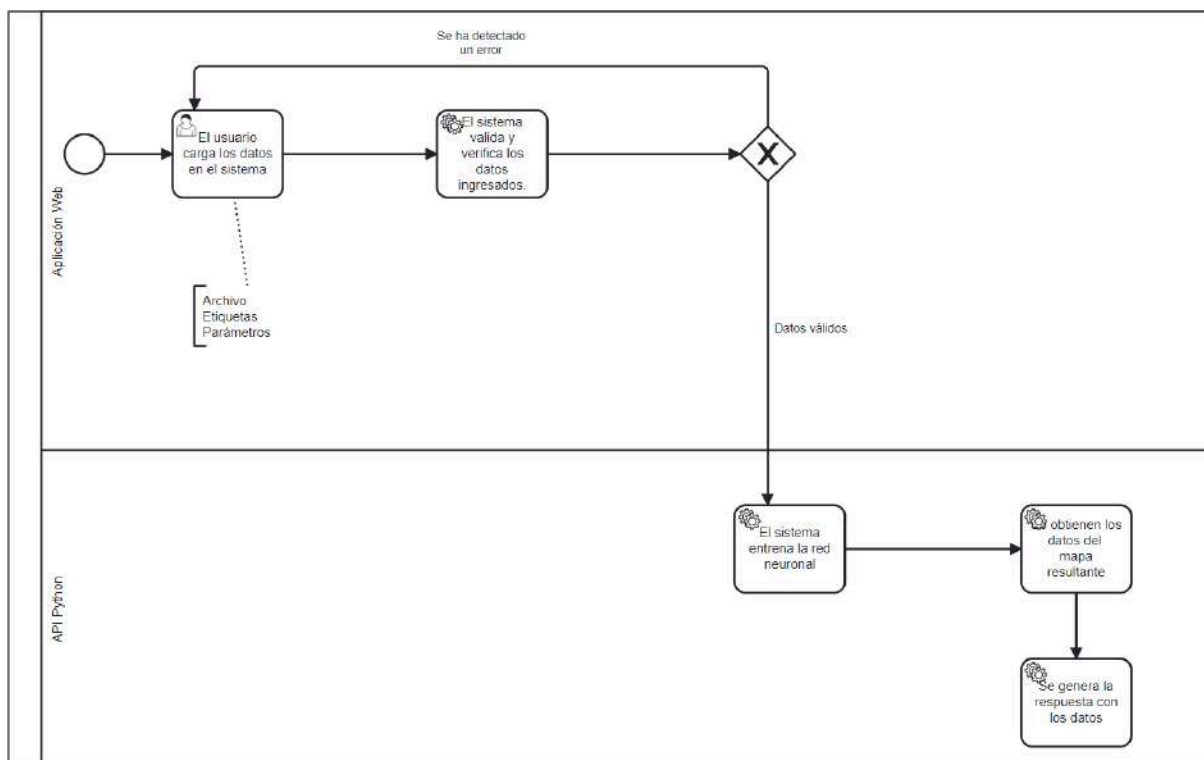 Se ha detectado
un error
El usuario
carga los datos
en el sistema
El sistema
valida y
verifica los
datos
ingresados.
Aplicación Web
Archivo
Etiquetas
Parámetros
Datos válidos
API Python
El sistema
entrena la red
neuronal
obtienen los
datos del
mapa
resultante
Se genera la
respuesta con
los datos